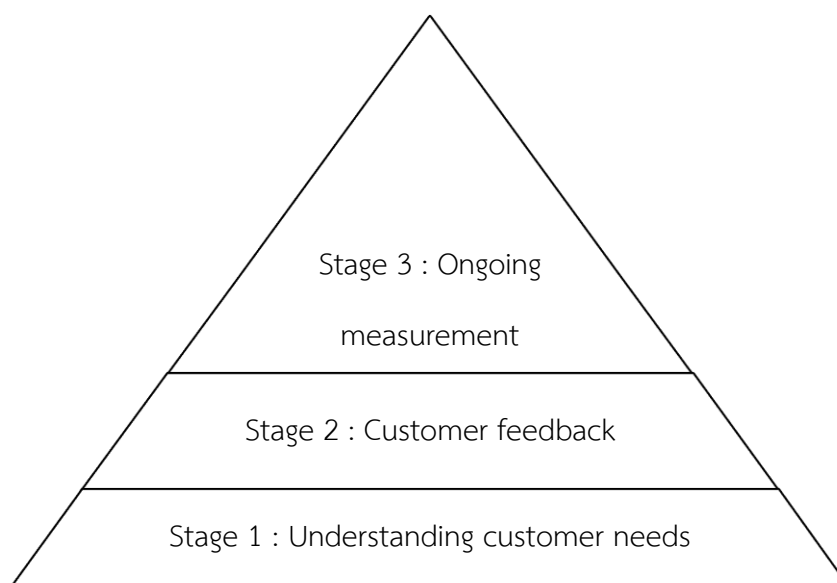 Stage 3 : Ongoing
measurement
Stage 2 : Customer feedback
Stage 1 : Understanding customer needs